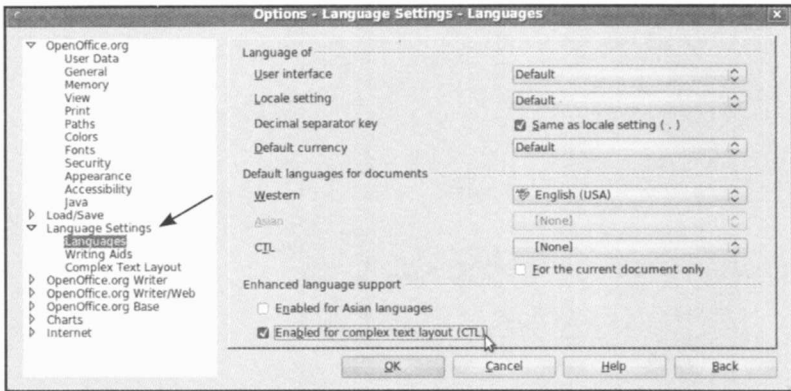 Options - Language Settings - Languages
OpenOffice.org
User Data
General
Memory
View
Print
Paths
Colors
Fonts
Security
Appearance
Accessibility
Java
Load/Save
Language Settings
Languages
Writing Aids
Complex Text Layout
OpenOffice.org Writer
OpenOffice.org Writer/Web
OpenOffice.org Base
Charts
Internet
Language of
User interface Default
Locale setting Default
Decimal separator key Same as locale setting ( . )
Default currency Default
Default languages for documents
Western English (USA)
Asian [None]
CTL [None]
For the current document only
Enhanced language support
Enabled for Asian languages
Enabled for complex text layout (CTL)
OK Cancel Help Back